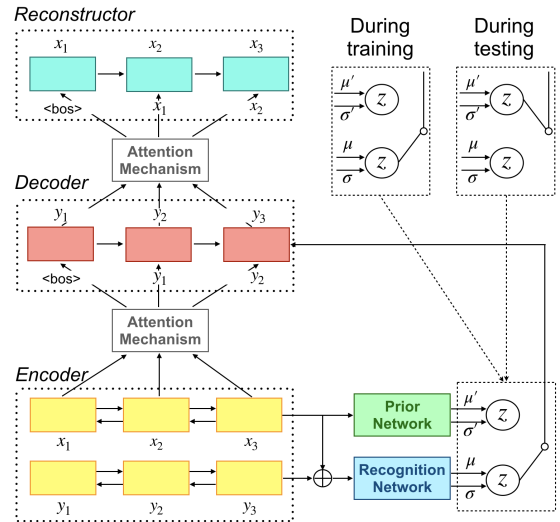 Reconstructor
x1 x2 x3
<bos> x1 x2
Attention
Mechanism
Decoder
y1 y2 y3
<bos> y1 y2
Attention
Mechanism
Encoder
x1 x2 x3
y1 y2 y3
During
training
μ' z
σ'
μ z
σ
During
testing
μ' z
σ'
μ z
σ
Prior
Network
μ' z
σ'
Recognition
Network
μ z
σ